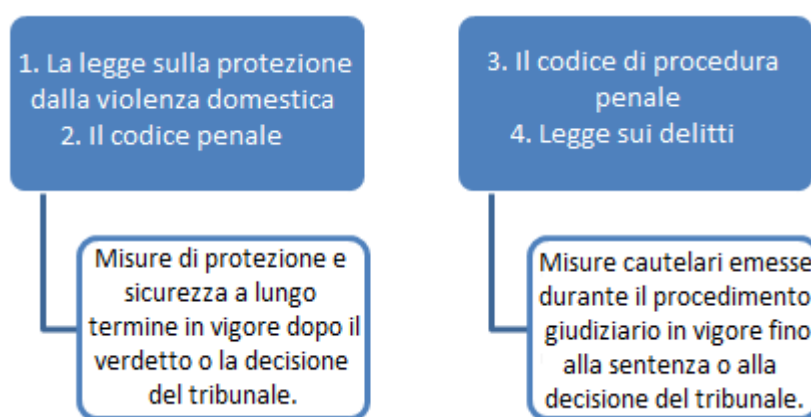 1. La legge sulla protezione
dalla violenza domestica
2. Il codice penale
Misure di protezione e
sicurezza a lungo
termine in vigore dopo il
verdetto o la decisione
del tribunale.
3. Il codice di procedura
penale
4. Legge sui delitti
Misure cautelari emesse
durante il procedimento
giudiziario in vigore fino
alla sentenza o alla
decisione del tribunale.